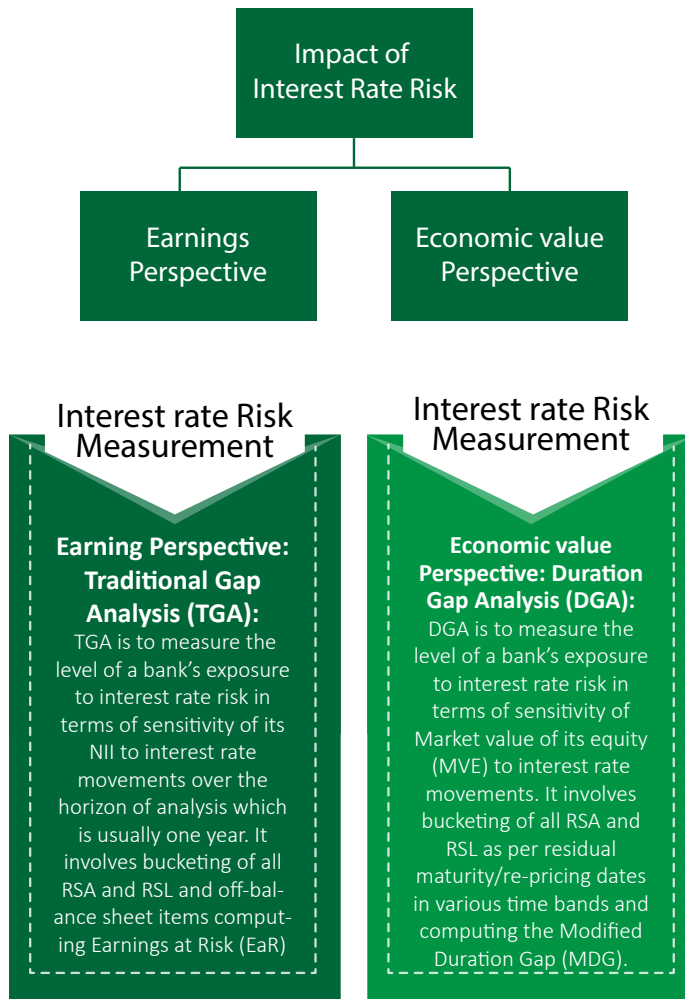 Impact of
Interest Rate Risk
Earnings
Perspective
Economic value
Perspective
Interest rate Risk
Measurement
Earning Perspective:
Traditional Gap
Analysis (TGA):
TGA is to measure the
level of a bank's exposure
to interest rate risk in
terms of sensitivity of its
NII to interest rate
movements over the
horizon of analysis which
is usually one year. It
involves bucketing of all
RSA and RSL and off-bal-
ance sheet items comput-
ing Earnings at Risk (EaR)
Interest rate Risk
Measurement
Economic value
Perspective: Duration
Gap Analysis (DGA):
DGA is to measure the
level of a bank's exposure
to interest rate risk in
terms of sensitivity of
Market value of its equity
(MVE) to interest rate
movements. It involves
bucketing of all RSA and
RSL as per residual
maturity/re-pricing dates
in various time bands and
computing the Modified
Duration Gap (MDG).